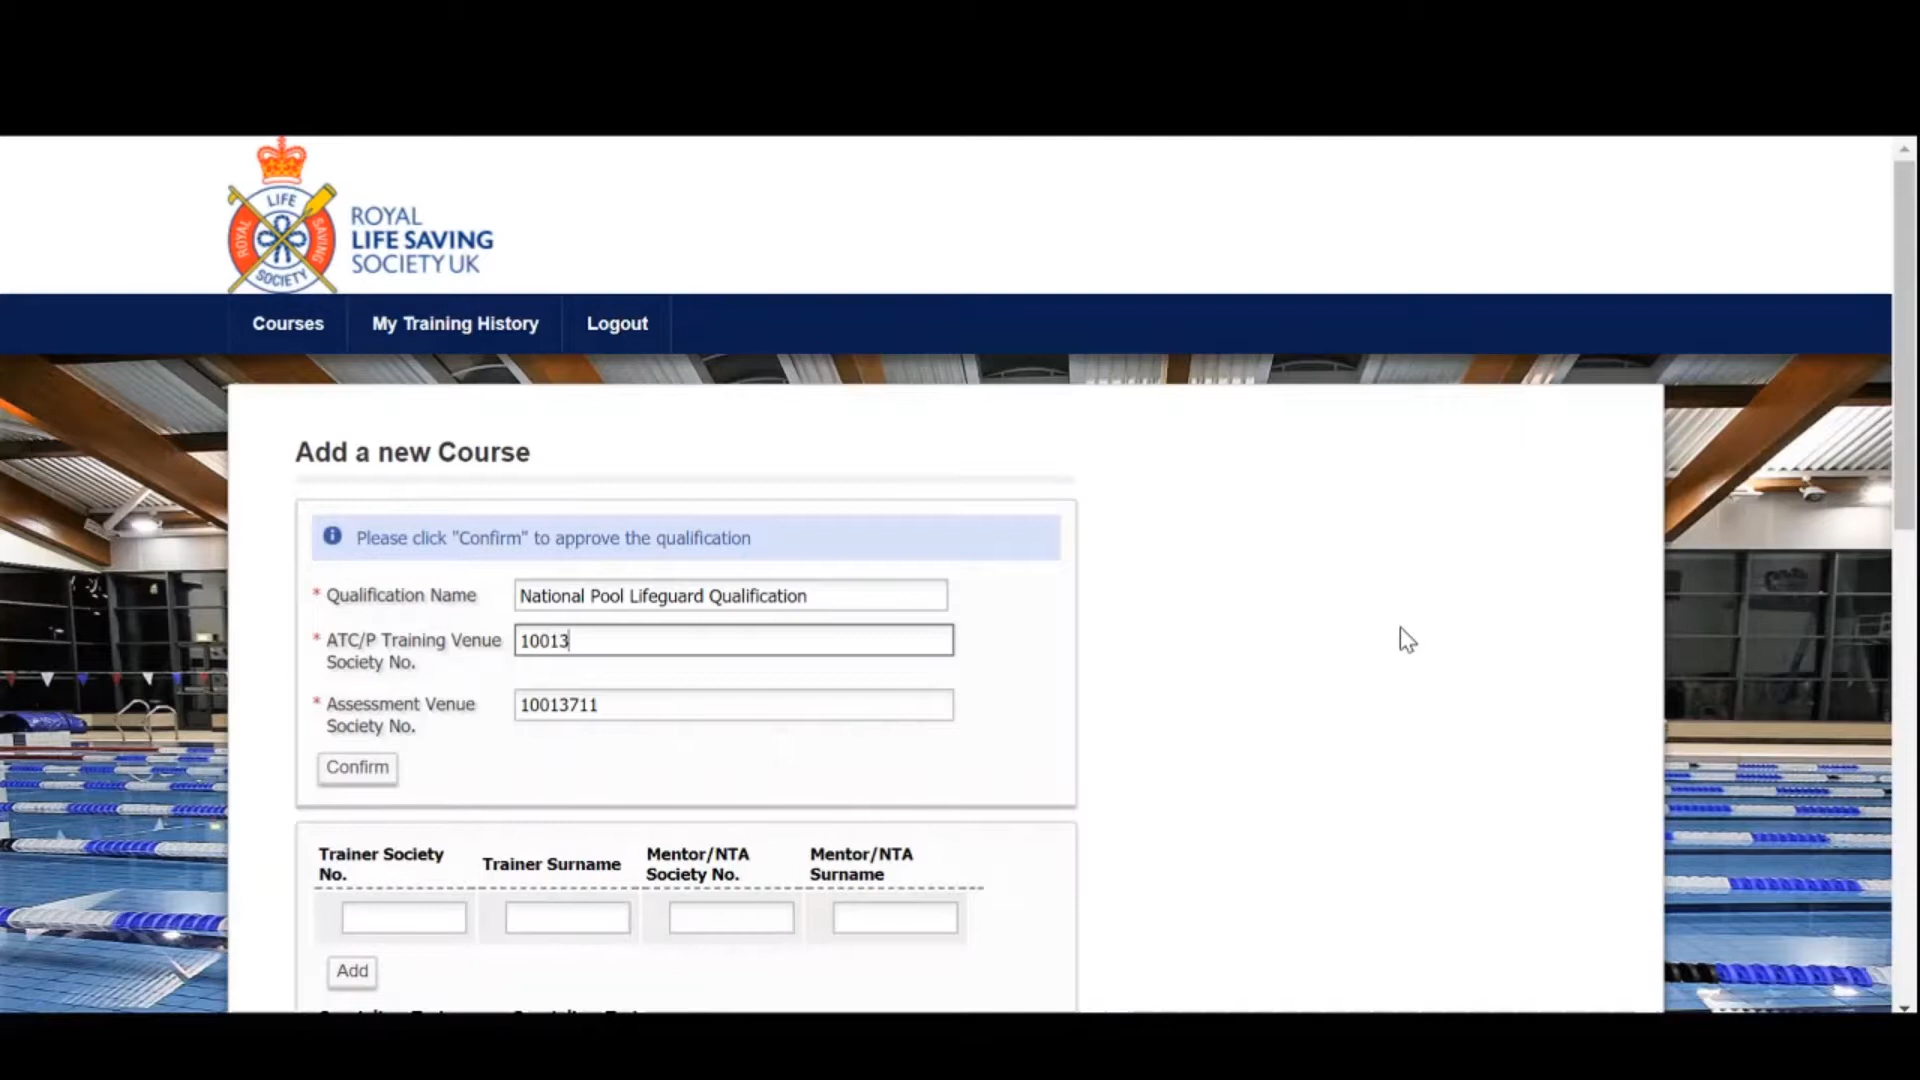 LIFE
ROYAL
SAVING
SOCIETY
ROYAL
LIFE SAVING
SOCIETY UK
Courses
My Training History
Logout
Add a new Course
Please click "Confirm" to approve the qualification
* Qualification Name
National Pool Lifeguard Qualification
* ATC/P Training Venue
Society No.
10013
* Assessment Venue
Society No.
10013711
Confirm
Trainer Society
No.
Trainer Surname
Mentor/NTA
Society No.
Mentor/NTA
Surname
Add